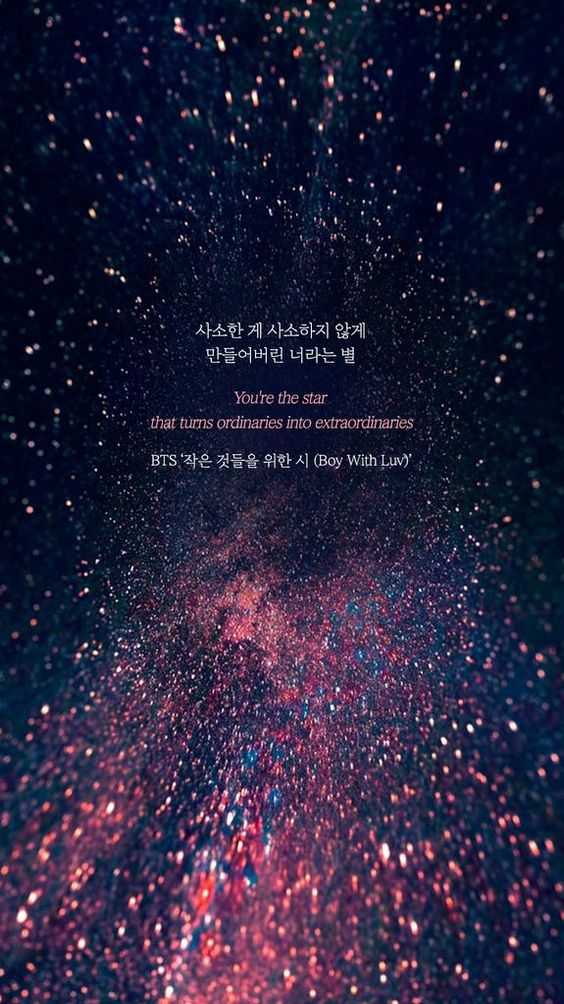 사소한 게 사소하지 않게
만들어버린 너라는 별
You're the star
that turns ordinaries into extraordinaries
BTS ‘작은 것들을 위한 시 (Boy With Luv)’